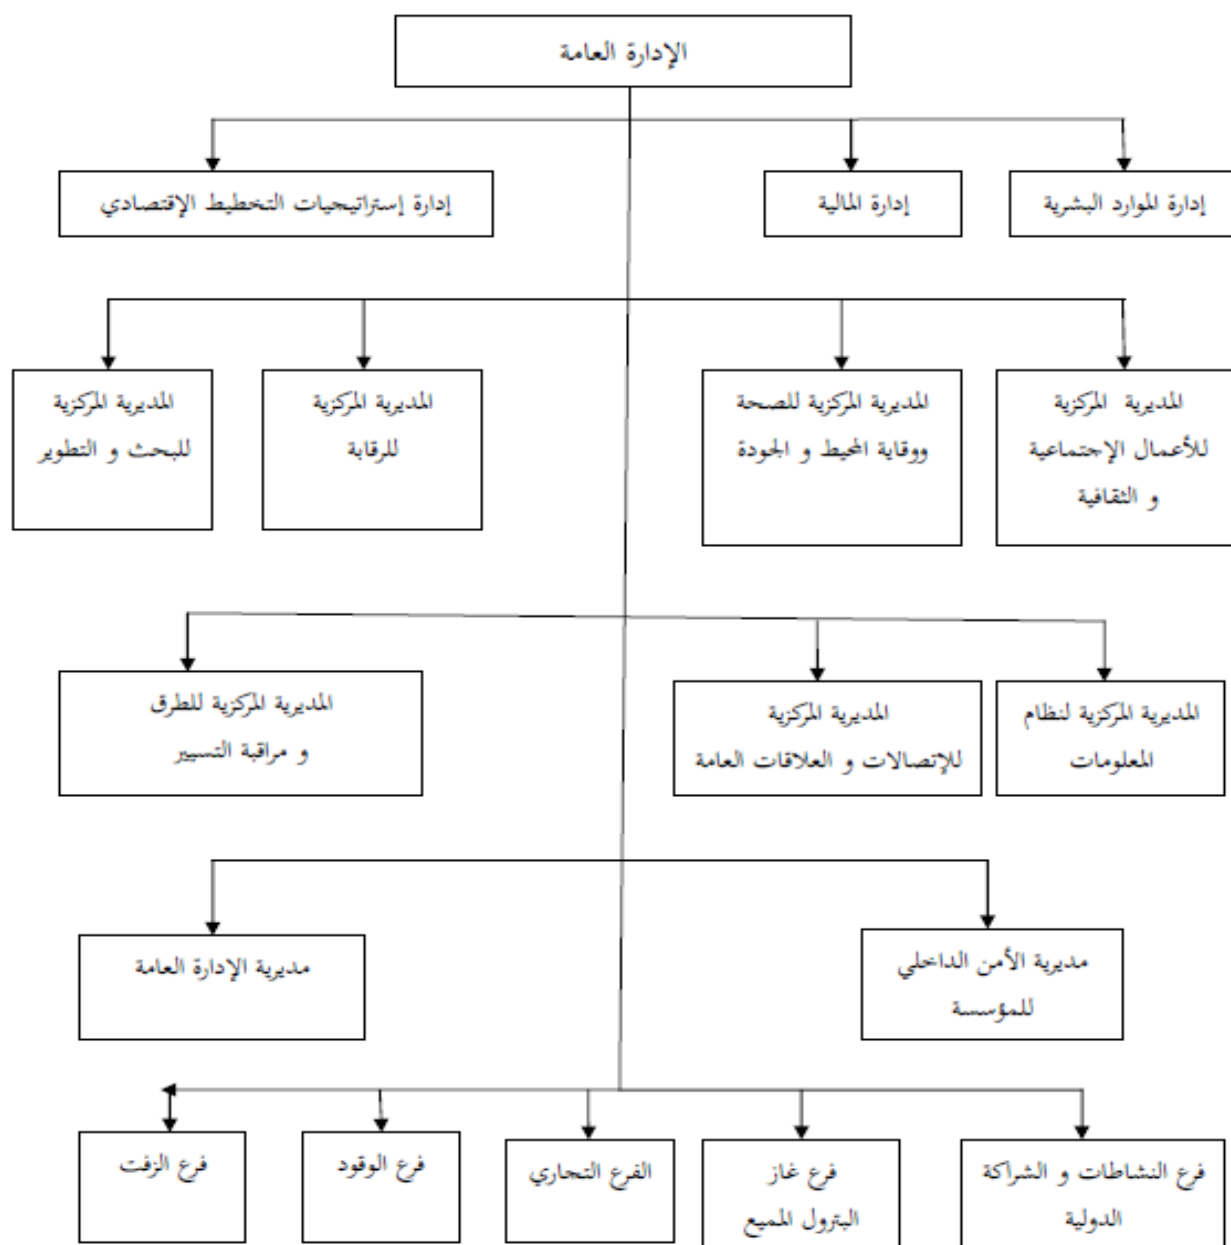 الإدارة العامة
إدارة الموارد البشرية
إدارة المالية
إدارة إستراتيجيات التخطيط الإقتصادي
المديرية المركزية
للأعمال الإجتماعية
و الثقافية
المديرية المركزية للصحة
ووقاية المحيط و الجودة
المديرية المركزية
للرقابة
المديرية المركزية
للبحث و التطوير
المديرية المركزية لنظام
المعلومات
المديرية المركزية
للإتصالات و العلاقات العامة
المديرية المركزية للطرق
و مراقبة التسيير
مديرية الأمن الداخلي
للمؤسسة
مديرية الإدارة العامة
فرع النشاطات و الشراكة
الدولية
فرع غاز
البترول المميع
الفرع التجاري
فرع الوقود
فرع الزفت